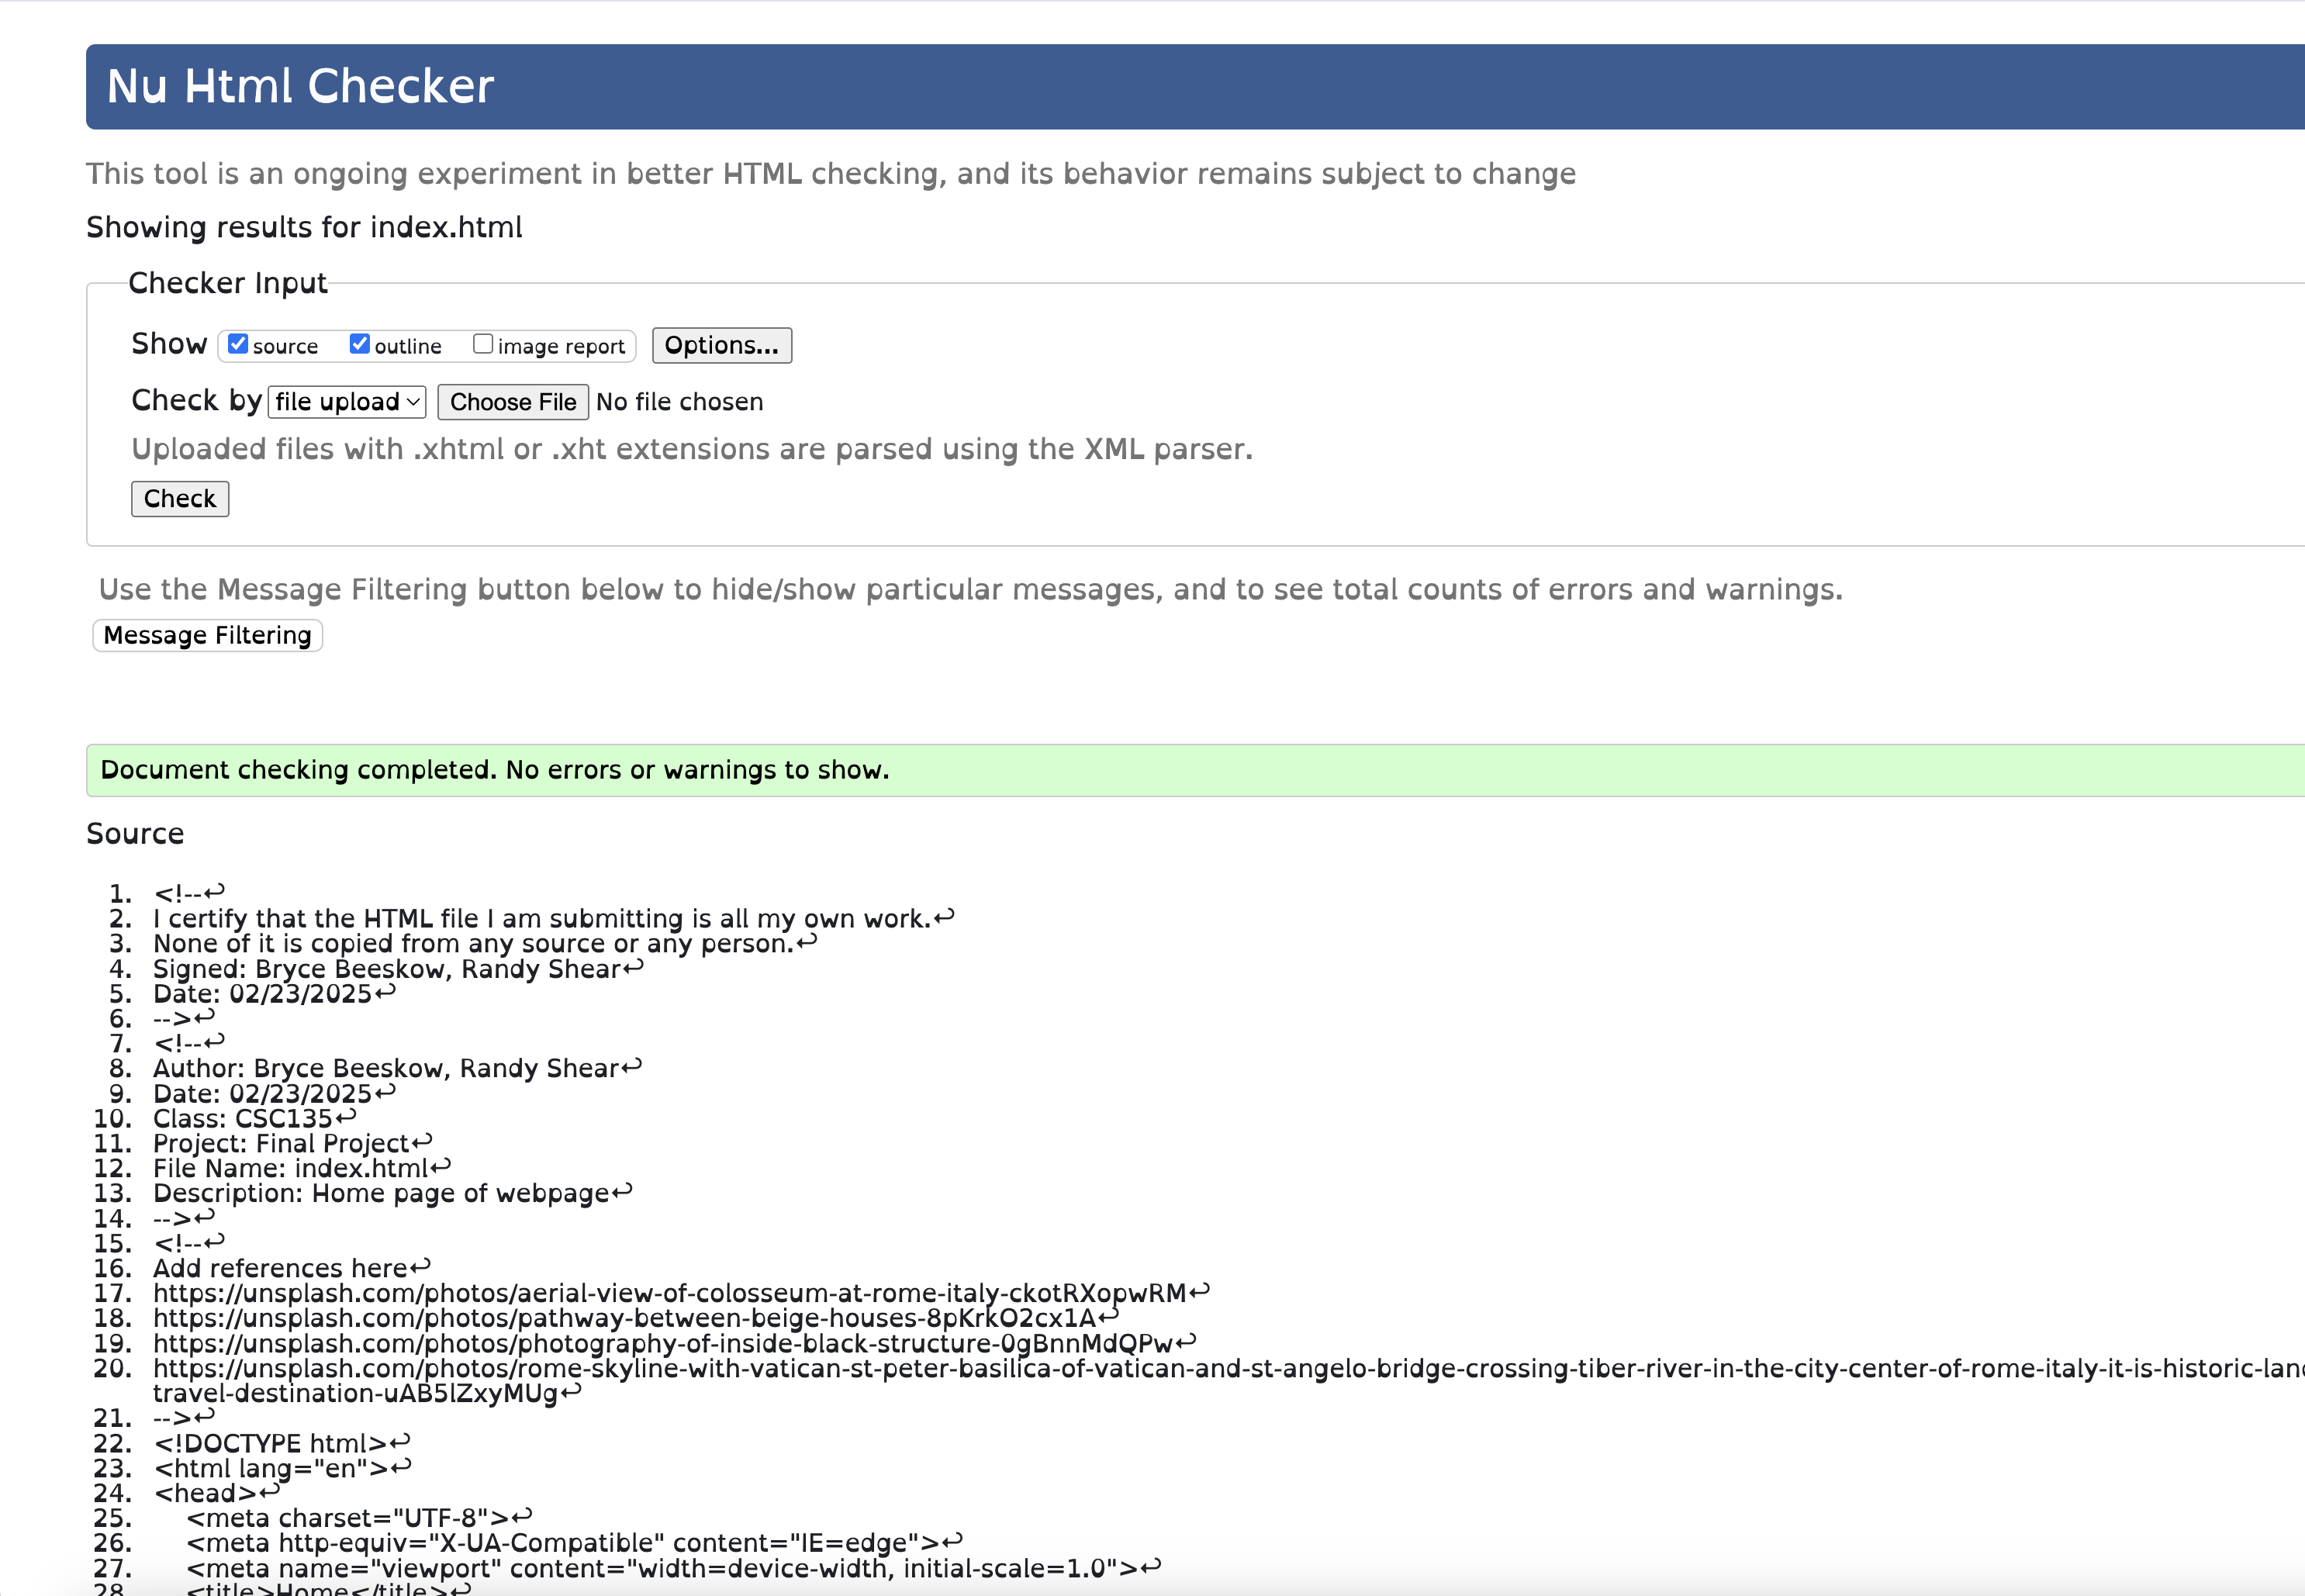 Nu Html Checker
This tool is an ongoing experiment in better HTML checking, and its behavior remains subject to change
Showing results for index.html
Checker Input
Show source outline image report Options...
Check by file upload Choose File No file chosen
Uploaded files with .xhtml or .xht extensions are parsed using the XML parser.
Check
Use the Message Filtering button below to hide/show particular messages, and to see total counts of errors and warnings.
Message Filtering
Document checking completed. No errors or warnings to show.
Source
1. <!--↩
2. I certify that the HTML file I am submitting is all my own work.↩
3. None of it is copied from any source or any person.↩
4. Signed: Bryce Beeskow, Randy Shear↩
5. Date: 02/23/2025↩
6. -->↩
7. <!--↩
8. Author: Bryce Beeskow, Randy Shear↩
9. Date: 02/23/2025↩
10. Class: CSC135↩
11. Project: Final Project↩
12. File Name: index.html↩
13. Description: Home page of webpage↩
14. -->↩
15. <!--↩
16. Add references here↩
17. https://unsplash.com/photos/aerial-view-of-colosseum-at-rome-italy-ckotRXopwRM↩
18. https://unsplash.com/photos/pathway-between-beige-houses-8pKrkO2cx1A↩
19. https://unsplash.com/photos/photography-of-inside-black-structure-0gBnnMdQPw↩
20. https://unsplash.com/photos/rome-skyline-with-vatican-st-peter-basilica-of-vatican-and-st-angelo-bridge-crossing-tiber-river-in-the-city-center-of-rome-italy-it-is-historic-lan
travel-destination-uAB5lZxyMUg↩
21. -->↩
22. <!DOCTYPE html>↩
23. <html lang="en">↩
24. <head>↩
25. <meta charset="UTF-8">↩
26. <meta http-equiv="X-UA-Compatible" content="IE=edge">↩
27. <meta name="viewport" content="width=device-width, initial-scale=1.0">↩
28. <title>Home</title>↩